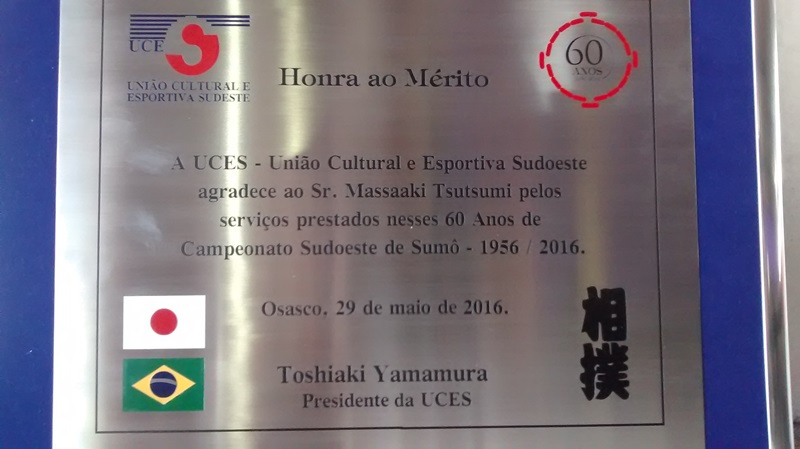 UCES
UNIÃO CULTURAL E
ESPORTIVA SUDESTE
60
ANOS
Honra ao Mérito
A UCES - União Cultural e Esportiva Sudoeste
agradece ao Sr. Massaaki Tsutsumi pelos
serviços prestados nesses 60 Anos de
Campeonato Sudoeste de Sumô - 1956 / 2016.
Osasco, 29 de maio de 2016.
Toshiaki Yamamura
Presidente da UCES
相撲